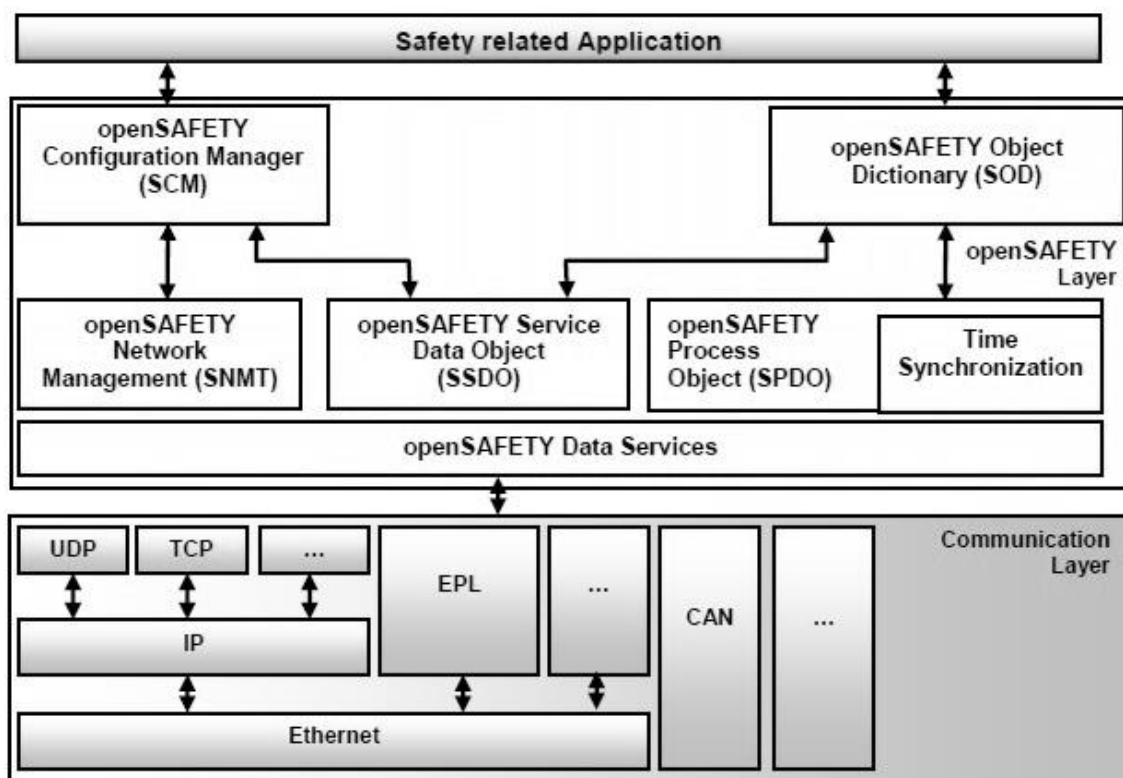 Safety related Application
openSAFETY
Configuration Manager
(SCM)
openSAFETY Object
Dictionary (SOD)
openSAFETY
Layer
openSAFETY
Network
Management (SNMT)
openSAFETY Service
Data Object
(SSDO)
openSAFETY
Process
Object (SPDO)
Time
Synchronization
openSAFETY Data Services
UDP
TCP
...
EPL
...
CAN
...
Communication
Layer
IP
Ethernet